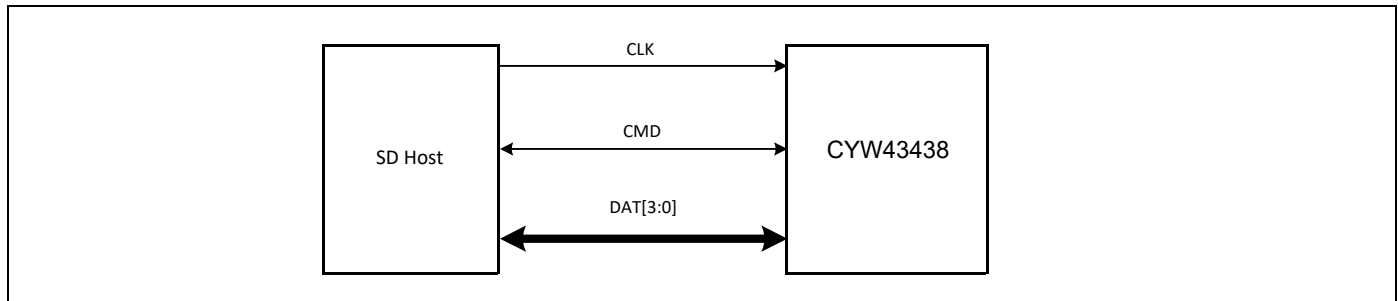 CLK
CMD
SD Host
CYW43438
DAT[3:0]